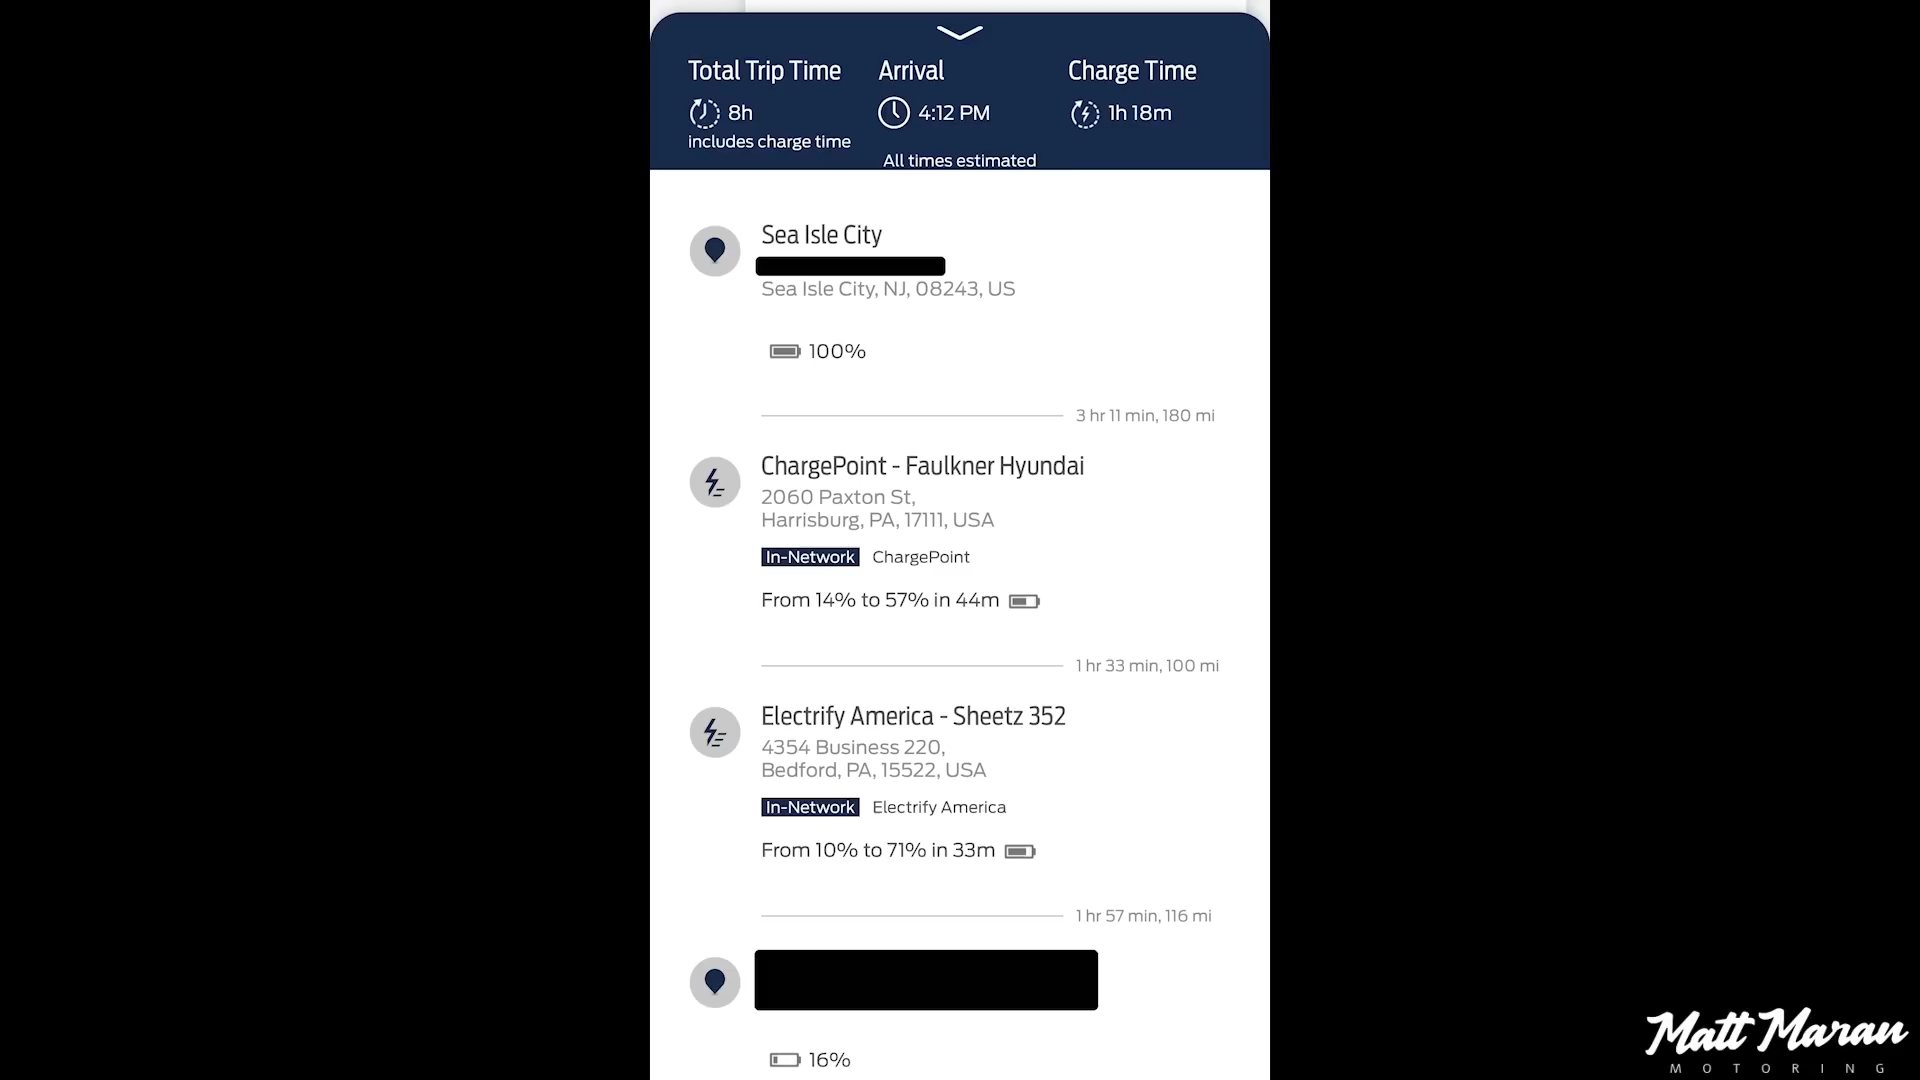 Total Trip Time Arrival Charge Time
8h 4:12 PM 1h 18m
includes charge time
All times estimated
Sea Isle City
Sea Isle City, NJ, 08243, US
100%
3 hr 11 min, 180 mi
ChargePoint - Faulkner Hyundai
2060 Paxton St,
Harrisburg, PA, 17111, USA
In-Network ChargePoint
From 14% to 57% in 44m
1 hr 33 min, 100 mi
Electrify America - Sheetz 352
4354 Business 220,
Bedford, PA, 15522, USA
In-Network Electrify America
From 10% to 71% in 33m
1 hr 57 min, 116 mi
16%
Matt Maran
MOTORING